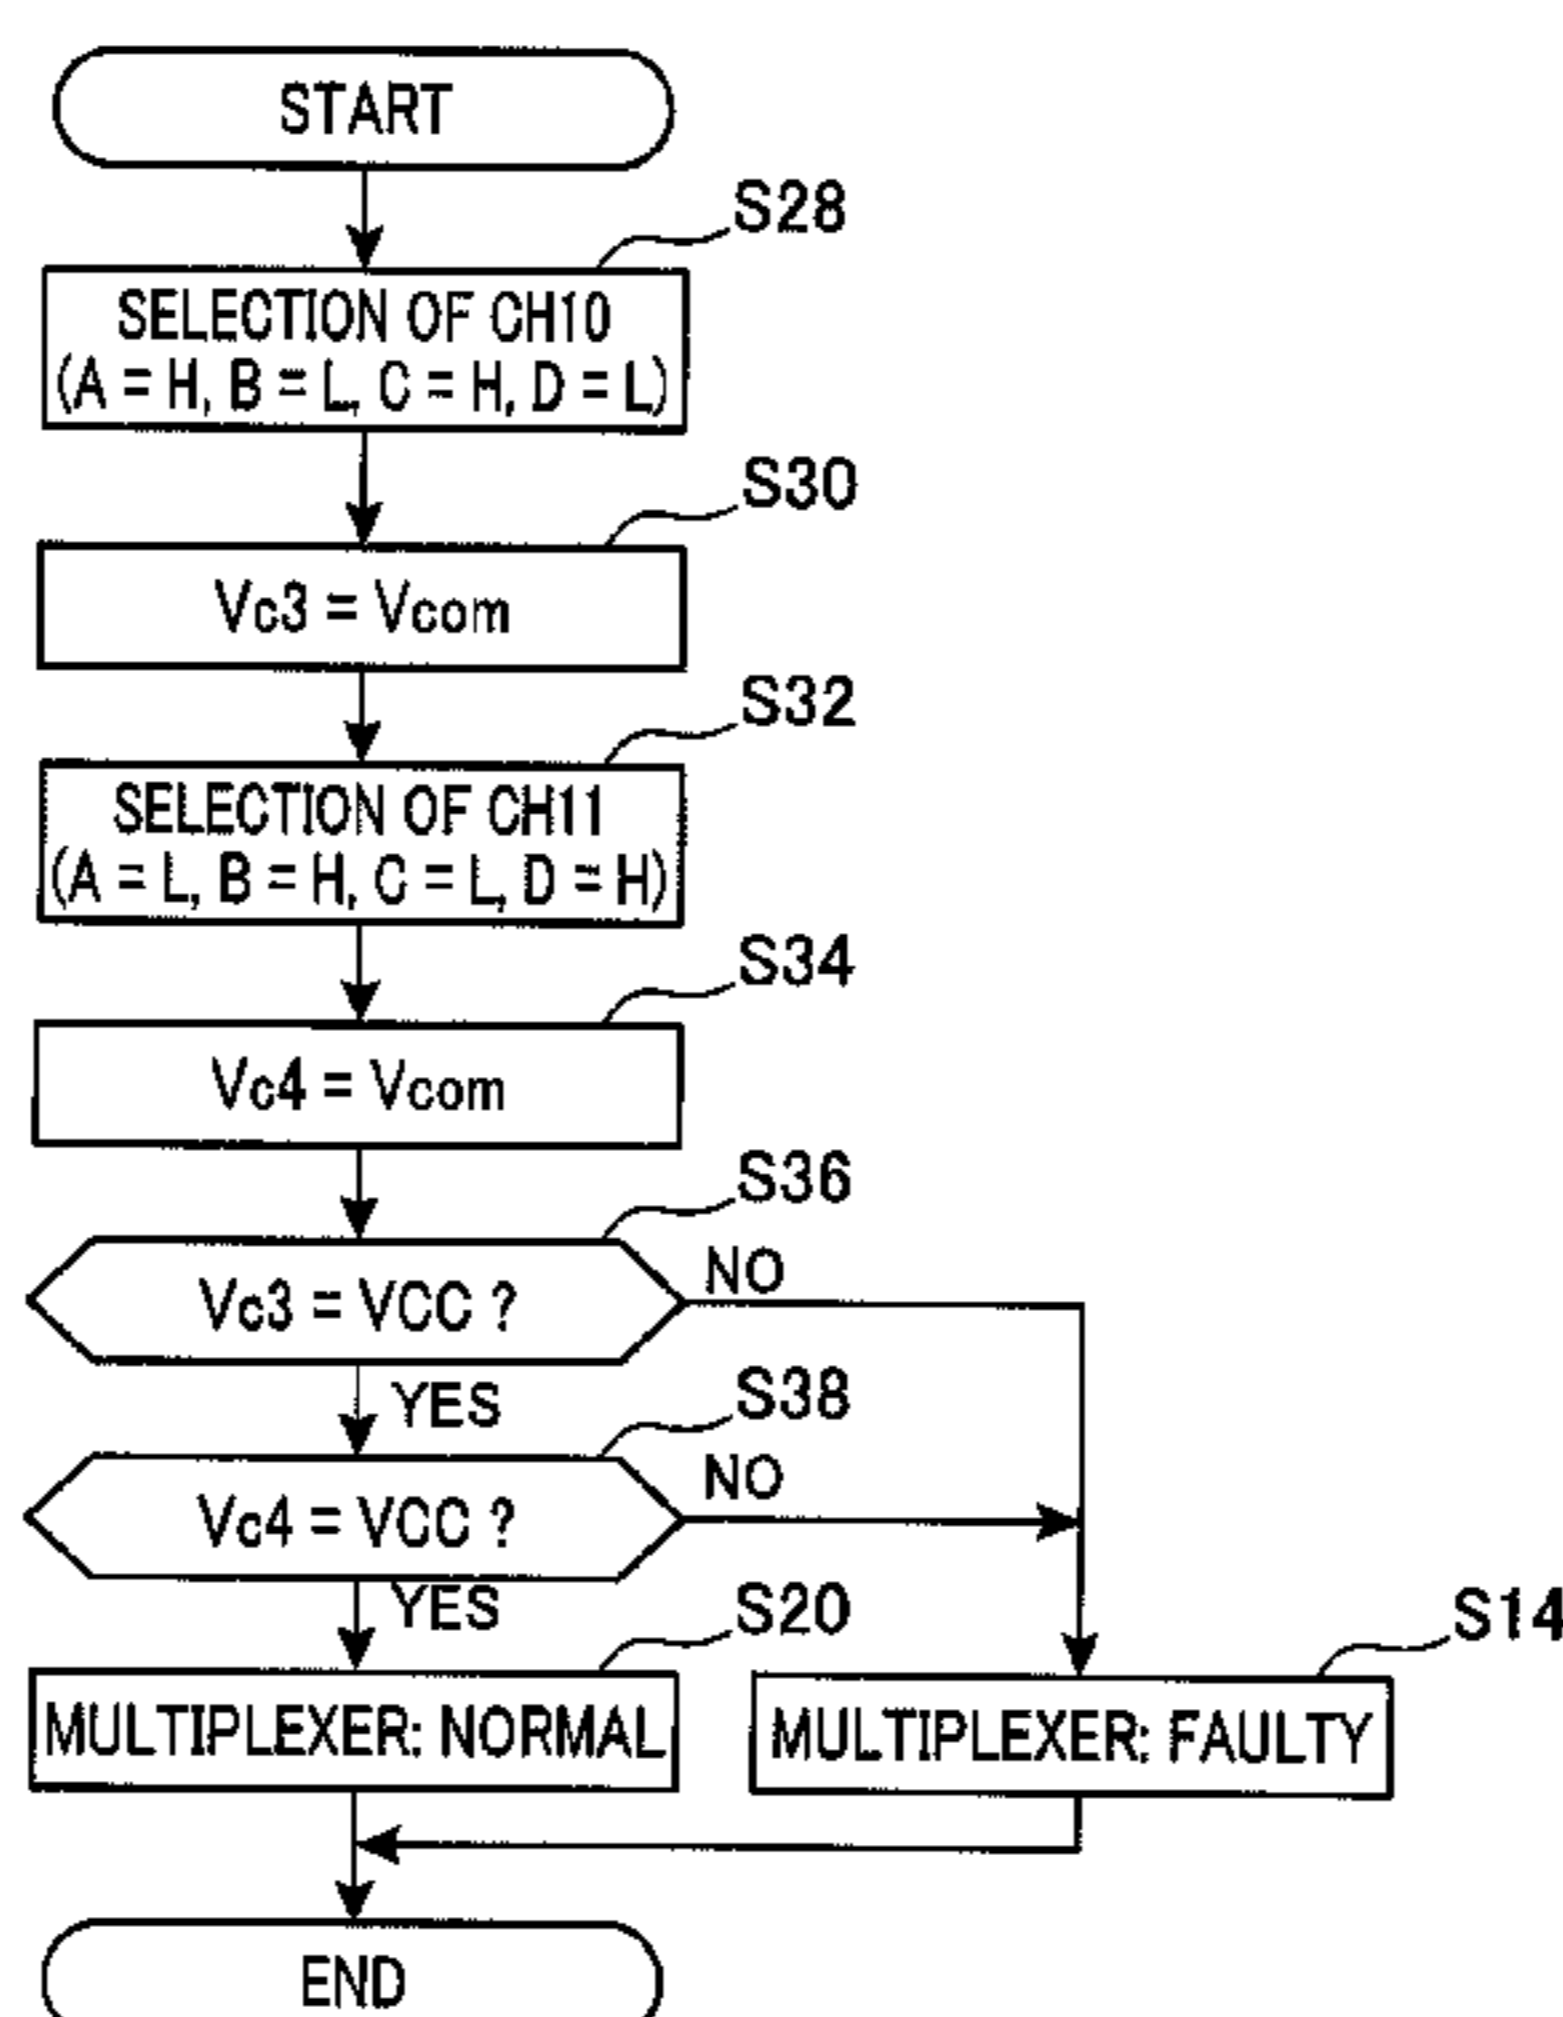 START
S28
SELECTION OF CH10
(A = H, B = L, C = H, D = L)
S30
Vc3 = Vcom
S32
SELECTION OF CH11
(A = L, B = H, C = L, D = H)
S34
Vc4 = Vcom
S36
Vc3 = VCC ?
NO
YES
S38
Vc4 = VCC ?
NO
YES
S20
MULTIPLEXER: NORMAL
S14
MULTIPLEXER: FAULTY
END